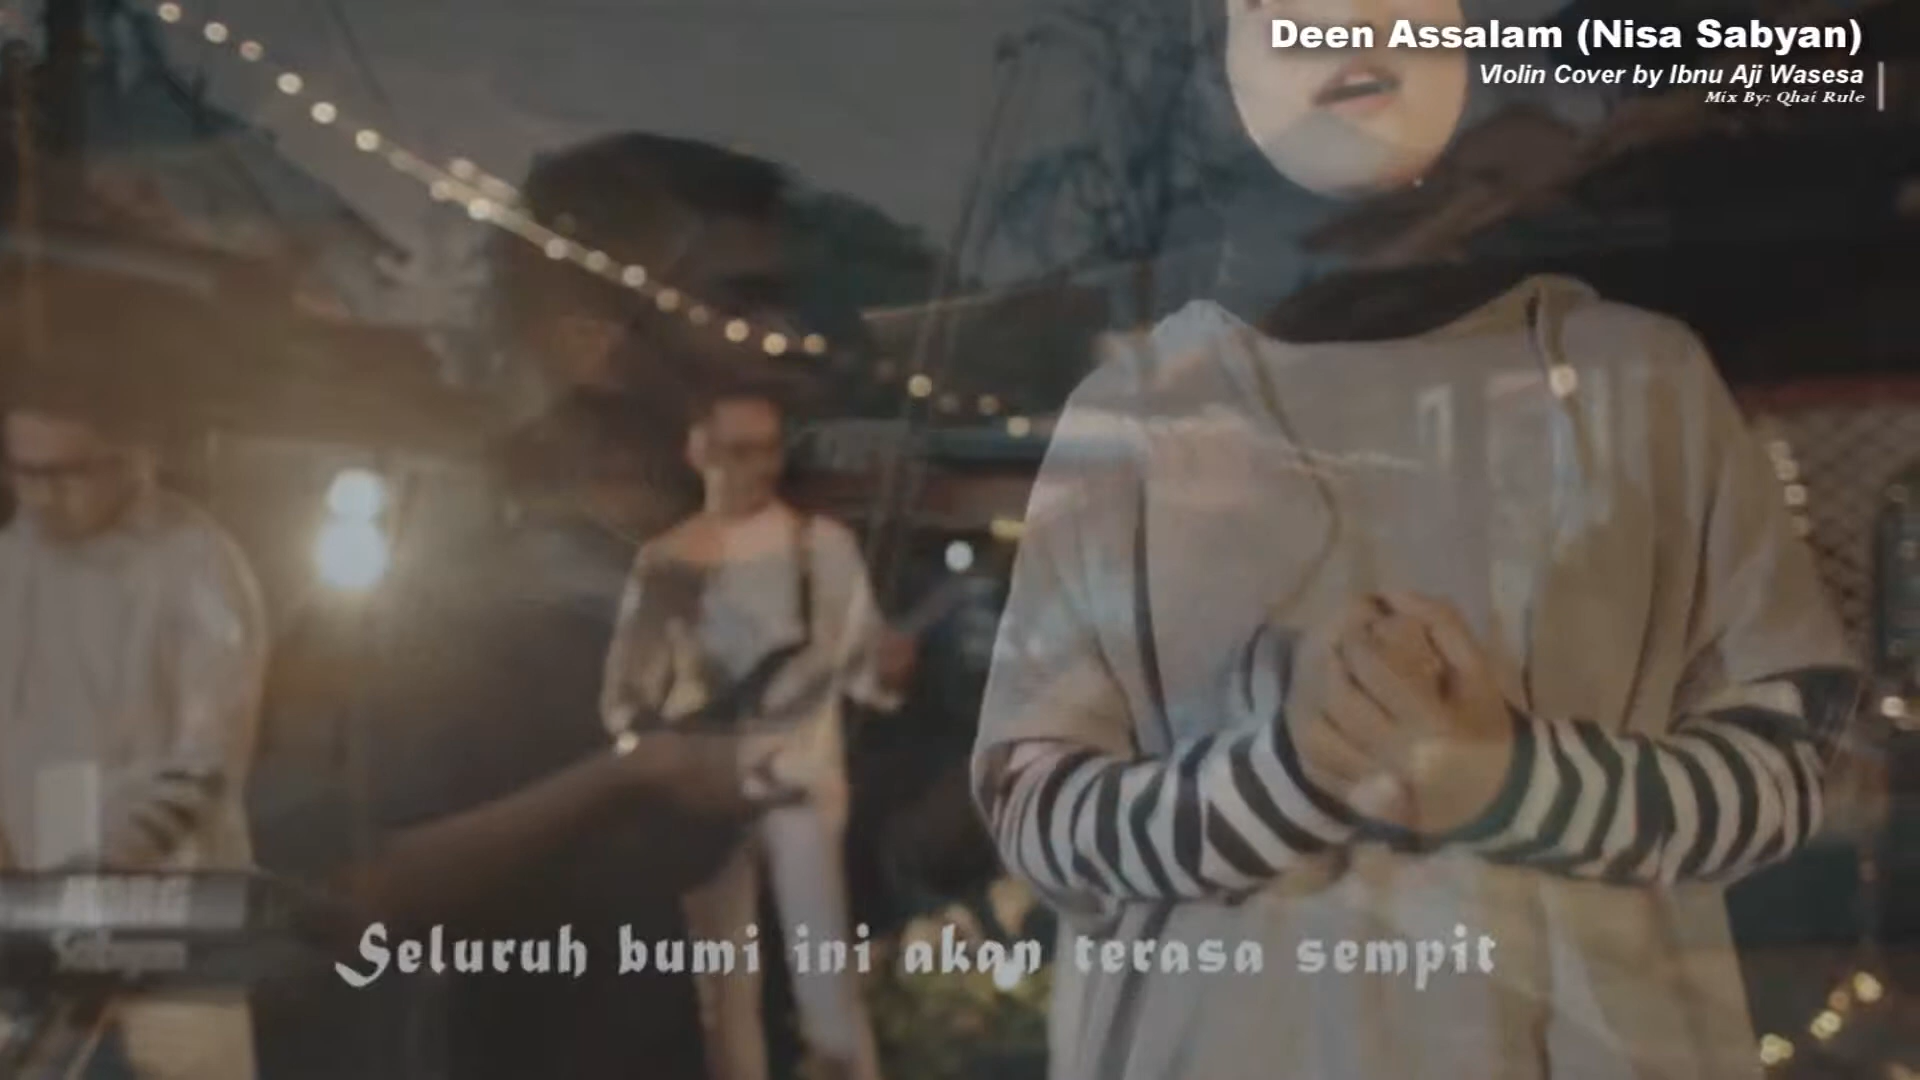 Deen Assalam (Nisa Sabyan)
VIolin Cover by Ibnu Aji Wasesa
Mix By: Qhai Rule
Seluruh bumi ini akan terasa sempit